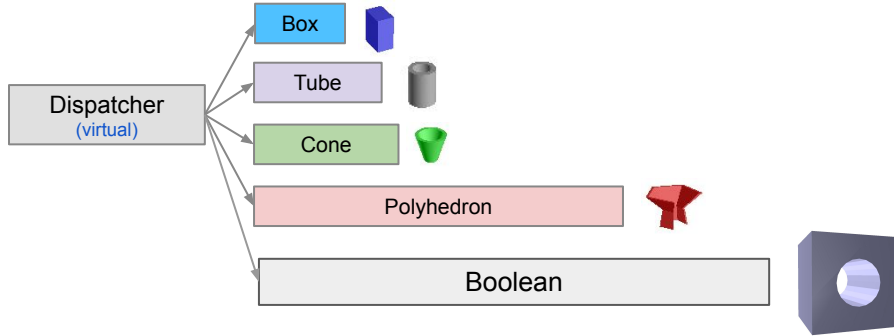 Box
Tube
Dispatcher
(virtual)
Cone
Polyhedron
Boolean